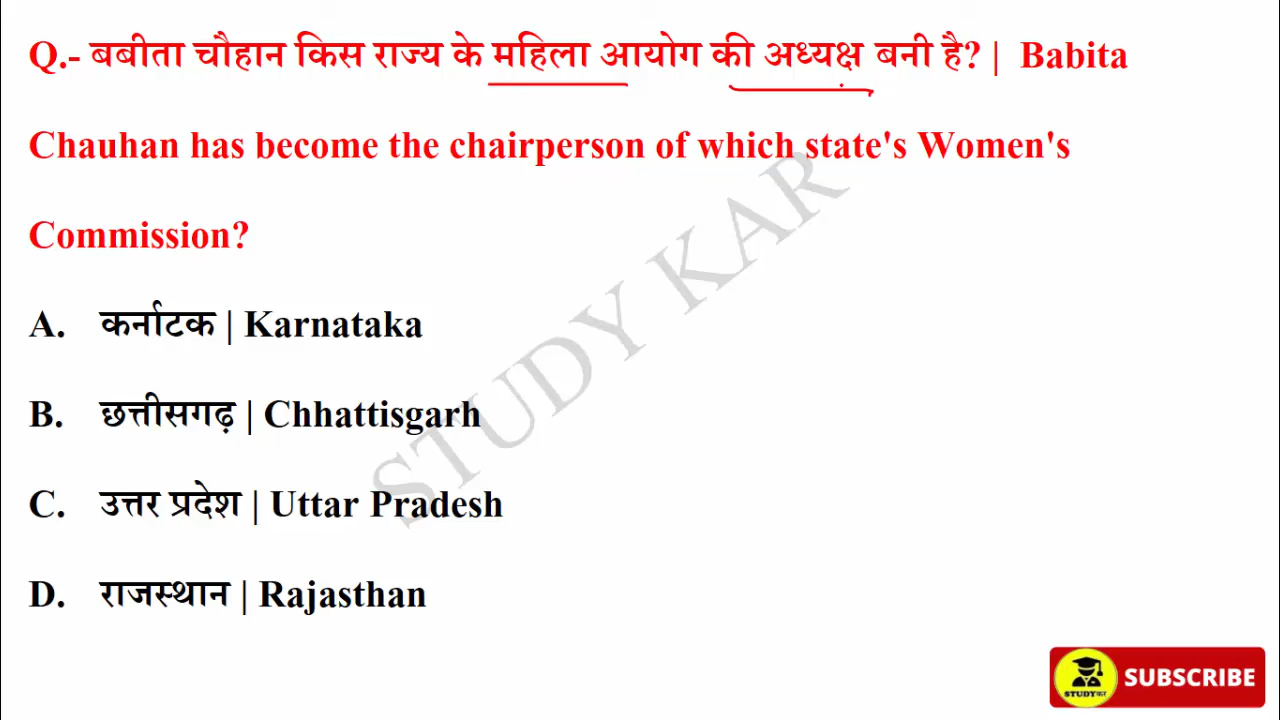 Q.- बबीता चौहान किस राज्य के महिला आयोग की अध्यक्ष बनी है? | Babita
Chauhan has become the chairperson of which state's Women's
Commission?
A. कर्नाटक | Karnataka
B. छत्तीसगढ़ | Chhattisgarh
C. उत्तर प्रदेश | Uttar Pradesh
D. राजस्थान | Rajasthan
STUDY KAR
STUDYकर
SUBSCRIBE